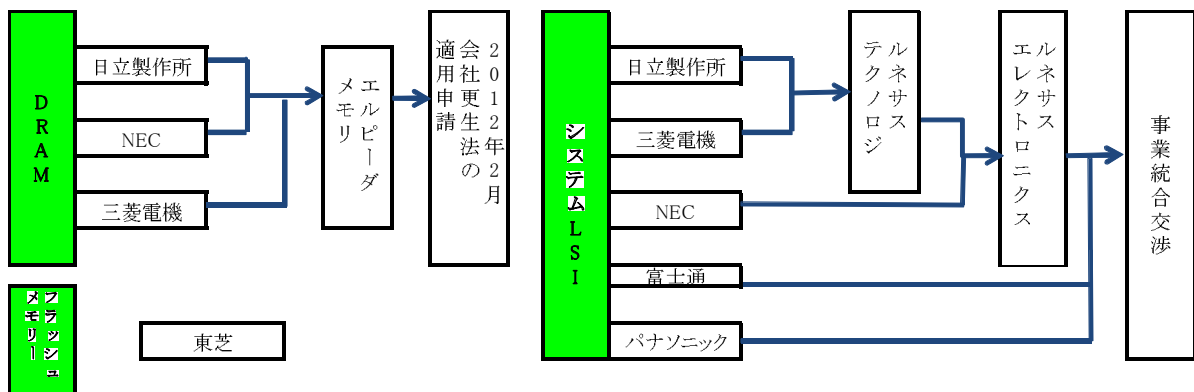 DRAM
日立製作所
NEC
三菱電機
エルピーダ
メモリ
2012年2月
会社更生法の
適用申請
フラッシュ
メモリー
東芝
システムLSI
日立製作所
三菱電機
NEC
富士通
パナソニック
ルネサス
テクノロジ
ルネサス
エレクトロニクス
事業統合交渉